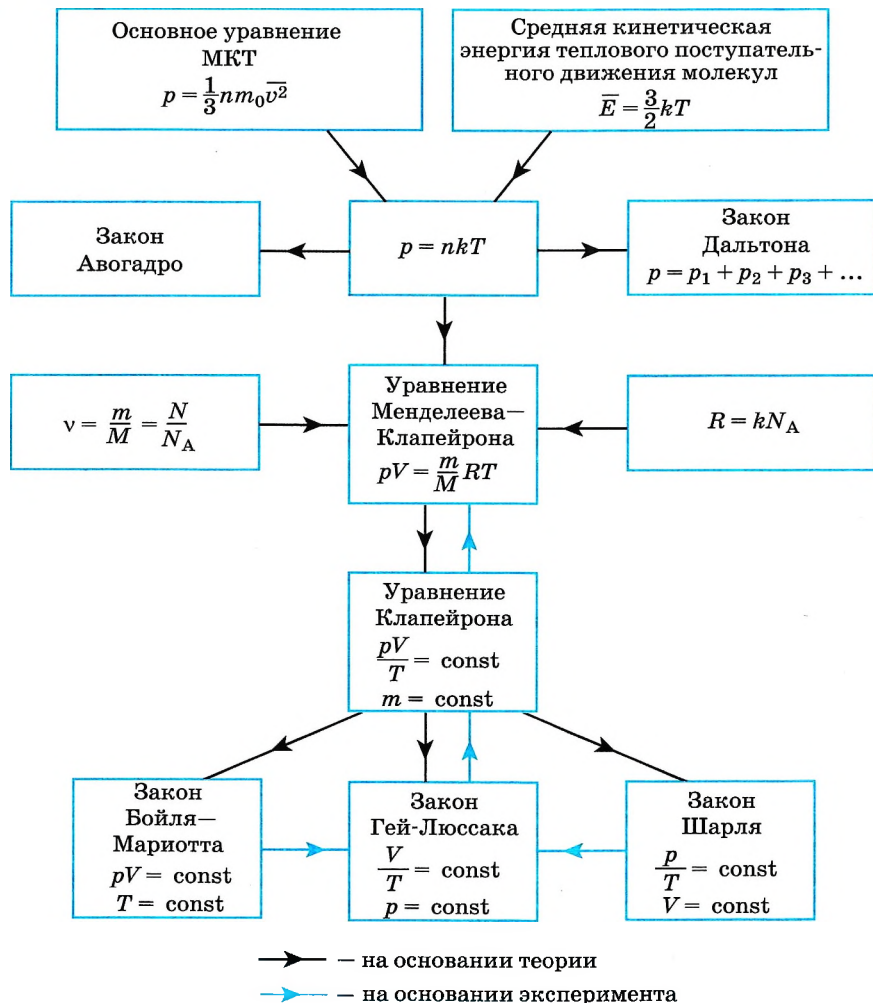 Основное уравнение
МКТ
p = 1/3 nm₀v̅²
Средняя кинетическая
энергия теплового поступатель-
ного движения молекул
E̅ = 3/2 kT
Закон
Авогадро
p = nkT
Закон
Дальтона
p = p₁ + p₂ + p₃ + ...
ν = m/M = N/N_A
Уравнение
Менделеева—
Клапейрона
pV = m/M RT
R = kN_A
Уравнение
Клапейрона
pV/T = const
m = const
Закон
Бойля—
Мариотта
pV = const
T = const
Закон
Гей-Люссака
V/T = const
p = const
Закон
Шарля
p/T = const
V = const
– на основании теории
– на основании эксперимента